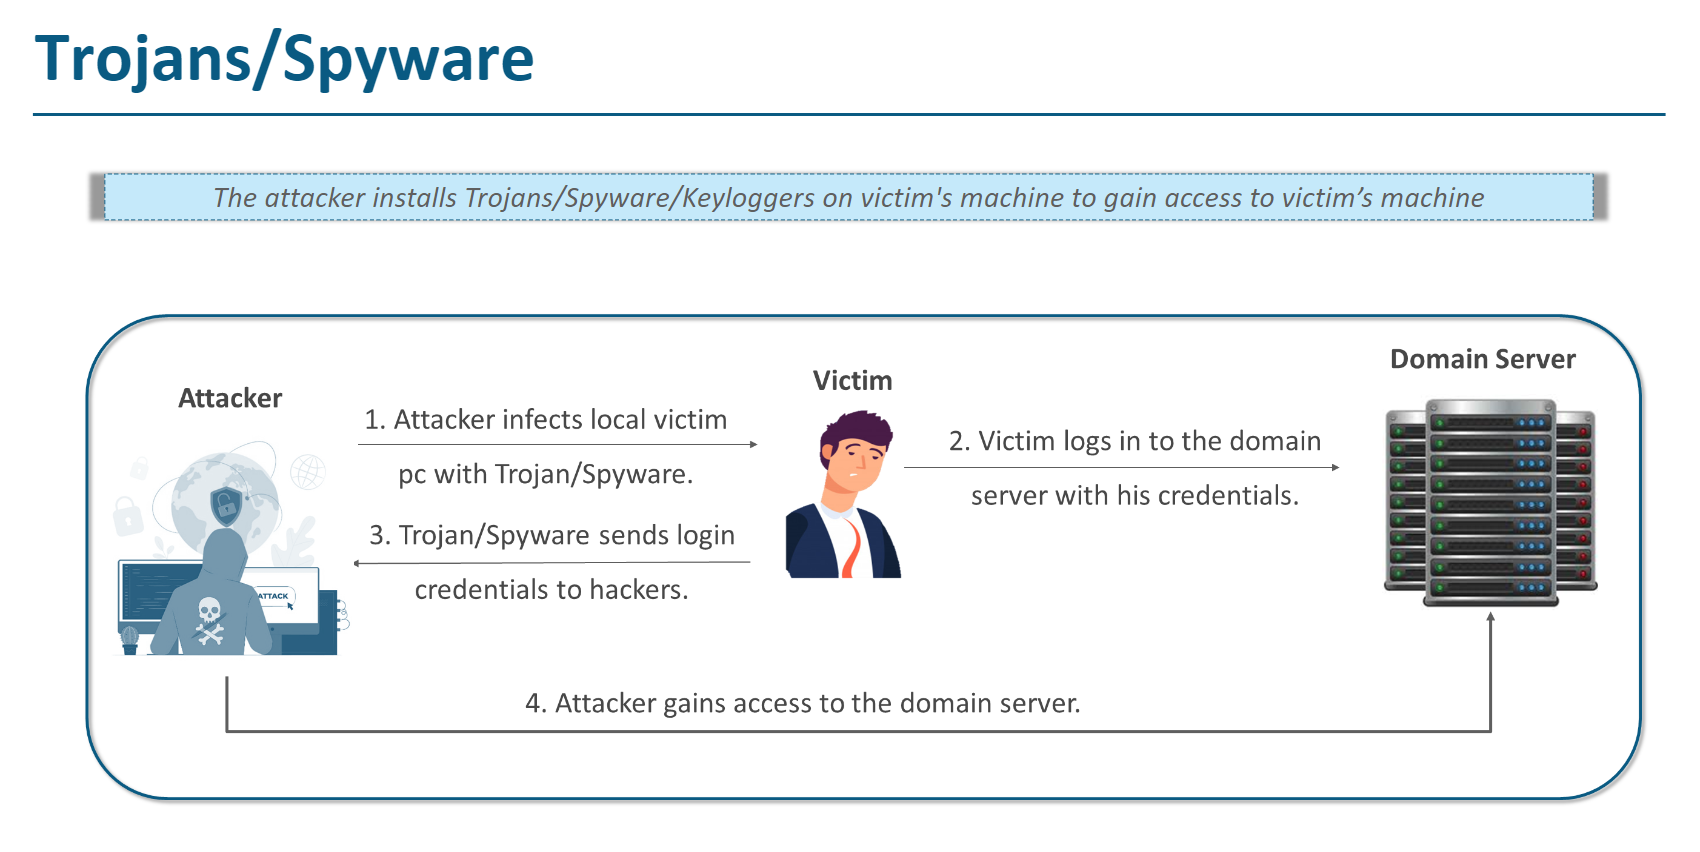 Trojans/Spyware
The attacker installs Trojans/Spyware/Keyloggers on victim's machine to gain access to victim’s machine
Attacker
Victim
Domain Server
1. Attacker infects local victim
pc with Trojan/Spyware.
2. Victim logs in to the domain
server with his credentials.
3. Trojan/Spyware sends login
credentials to hackers.
ATTACK
4. Attacker gains access to the domain server.